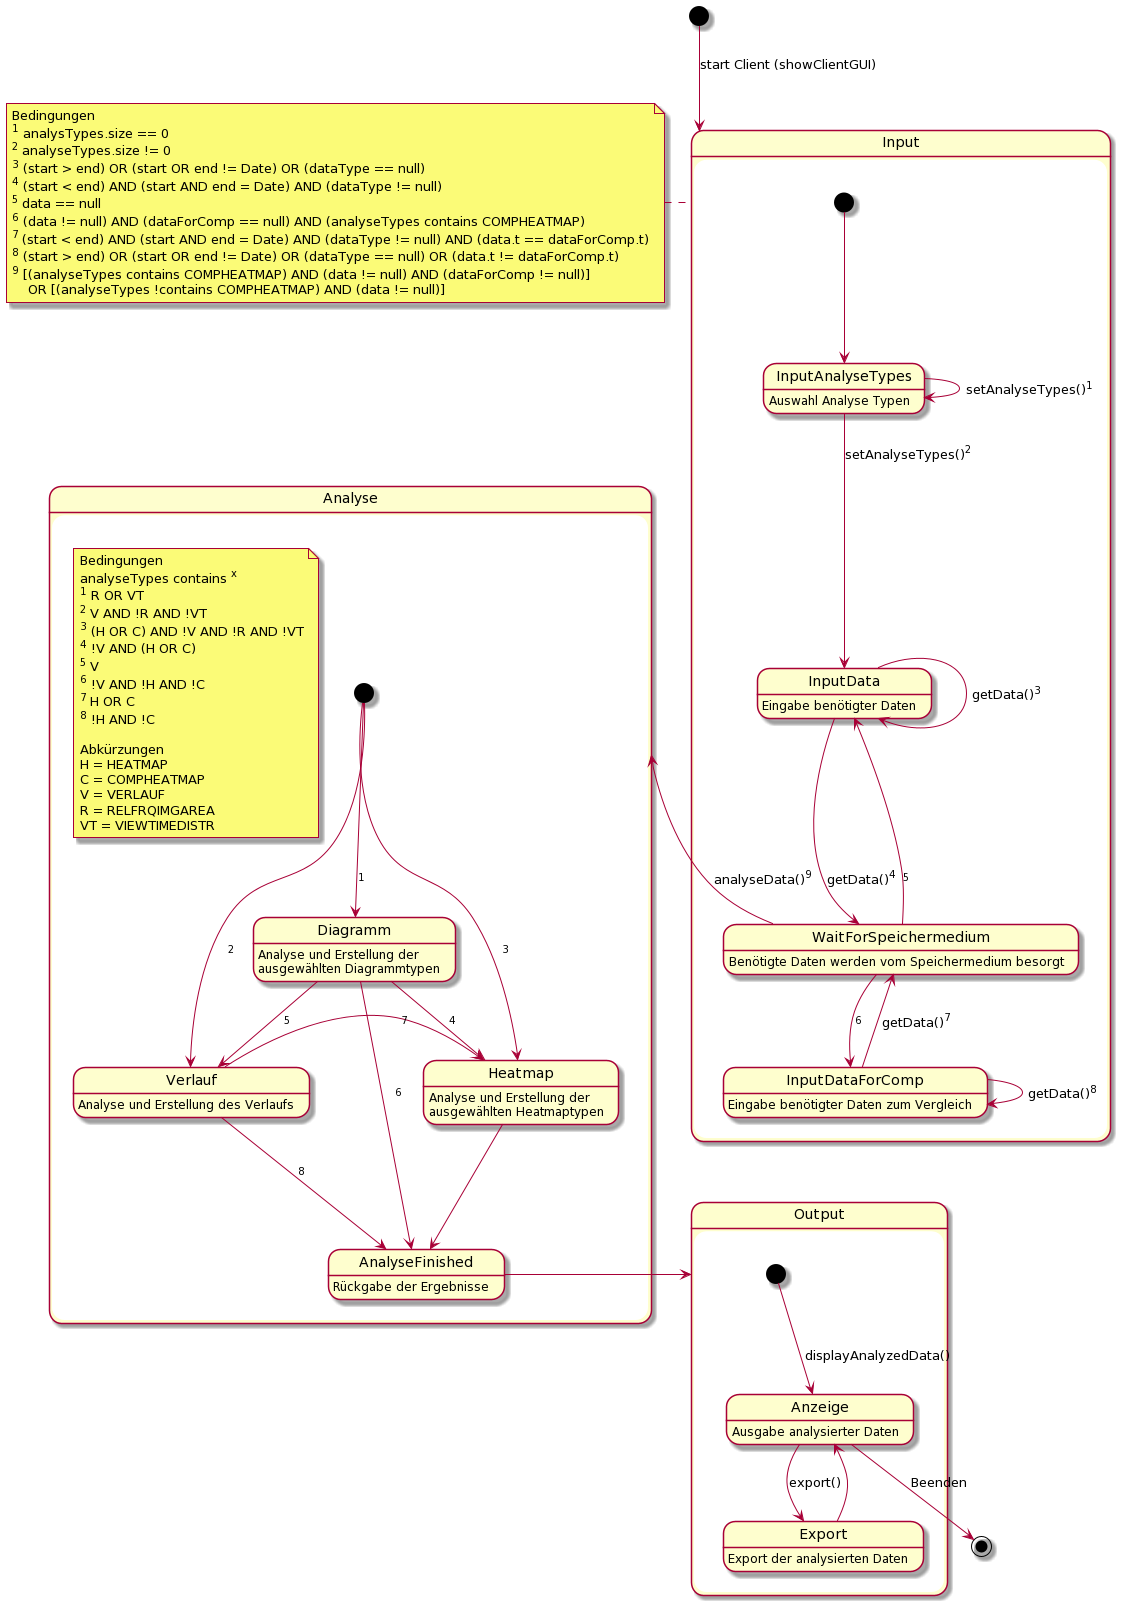 start Client (showClientGUI)
Bedingungen
1 analysTypes.size == 0
2 analyseTypes.size != 0
3 (start > end) OR (start OR end != Date) OR (dataType == null)
4 (start < end) AND (start AND end = Date) AND (dataType != null)
5 data == null
6 (data != null) AND (dataForComp == null) AND (analyseTypes contains COMPHEATMAP)
7 (start < end) AND (start AND end = Date) AND (dataType != null) AND (data.t == dataForComp.t)
8 (start > end) OR (start OR end != Date) OR (dataType == null) OR (data.t != dataForComp.t)
9 [(analyseTypes contains COMPHEATMAP) AND (data != null) AND (dataForComp != null)]
OR [(analyseTypes !contains COMPHEATMAP) AND (data != null)]
Input
InputAnalyseTypes
Auswahl Analyse Typen
setAnalyseTypes()1
setAnalyseTypes()2
InputData
Eingabe benötigter Daten
getData()3
analyseData()9
getData()4
5
WaitForSpeichermedium
Benötigte Daten werden vom Speichermedium besorgt
6
getData()7
InputDataForComp
Eingabe benötigter Daten zum Vergleich
getData()8
Analyse
Bedingungen
analyseTypes contains x
1 R OR VT
2 V AND !R AND !VT
3 (H OR C) AND !V AND !R AND !VT
4 !V AND (H OR C)
5 V
6 !V AND !H AND !C
7 H OR C
8 !H AND !C
Abkürzungen
H = HEATMAP
C = COMPHEATMAP
V = VERLAUF
R = RELFRQIMGAREA
VT = VIEWTIMEDISTR
1
2
3
Diagramm
Analyse und Erstellung der
ausgewählten Diagrammtypen
5
7
4
Verlauf
Analyse und Erstellung des Verlaufs
6
Heatmap
Analyse und Erstellung der
ausgewählten Heatmaptypen
8
AnalyseFinished
Rückgabe der Ergebnisse
Output
displayAnalyzedData()
Anzeige
Ausgabe analysierter Daten
export()
Beenden
Export
Export der analysierten Daten